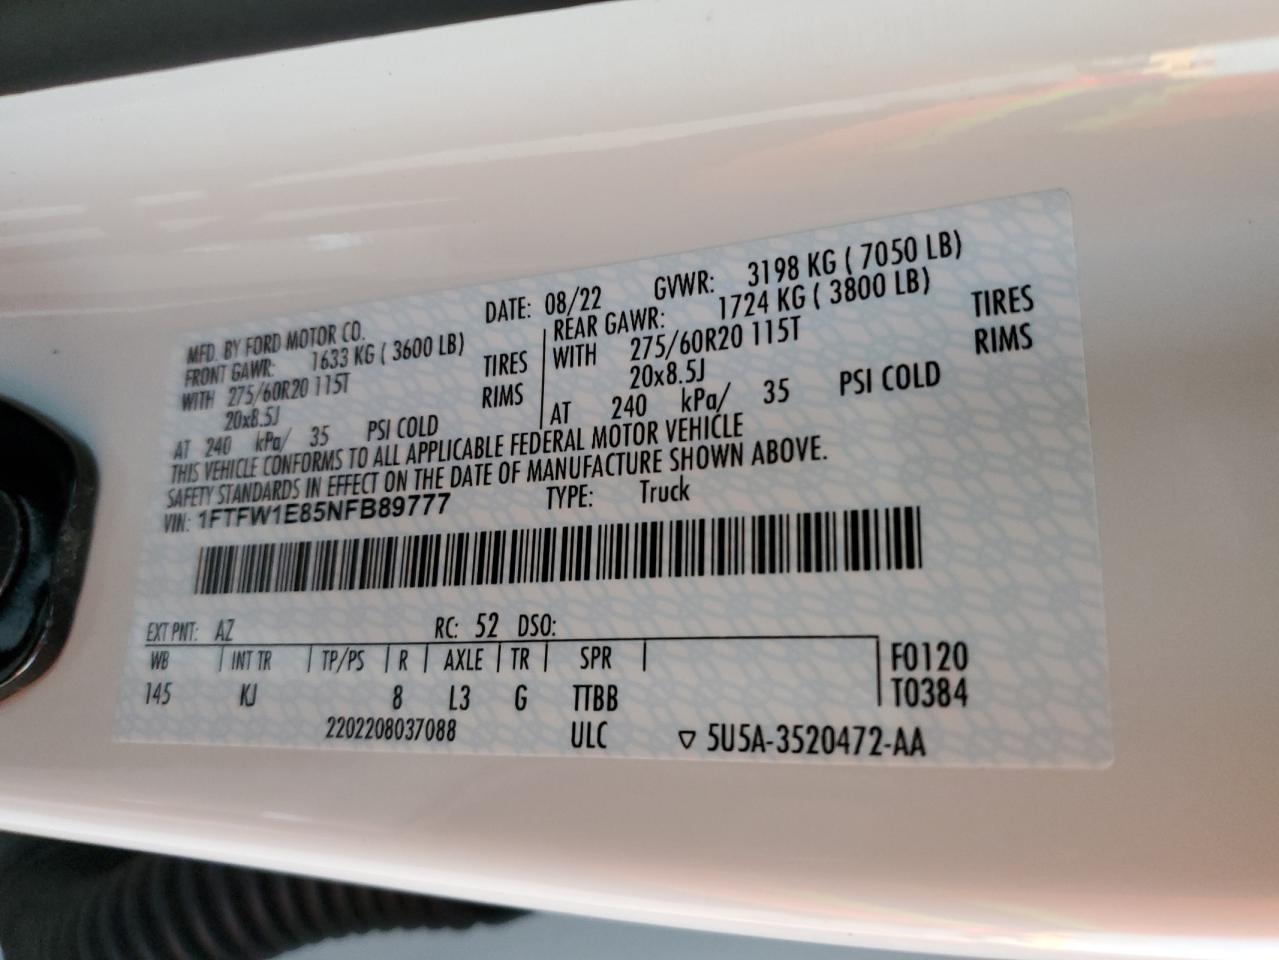 MFD. BY FORD MOTOR CO. DATE: 08/22 GVWR: 3198 KG ( 7050 LB)
FRONT GAWR: 1633 KG ( 3600 LB) REAR GAWR: 1724 KG ( 3800 LB)
WITH 275/60R20 115T TIRES WITH 275/60R20 115T TIRES
20x8.5J RIMS 20x8.5J RIMS
AT 240 kPa/ 35 PSI COLD AT 240 kPa/ 35 PSI COLD
THIS VEHICLE CONFORMS TO ALL APPLICABLE FEDERAL MOTOR VEHICLE
SAFETY STANDARDS IN EFFECT ON THE DATE OF MANUFACTURE SHOWN ABOVE.
VIN: 1FTFW1E85NFB89777 TYPE: Truck
EXT PNT: AZ RC: 52 DSO:
WB INT TR TP/PS R AXLE TR SPR F0120
145 KJ 8 L3 G TTBB T0384
2202208037088 ULC ▽ 5U5A-3520472-AA